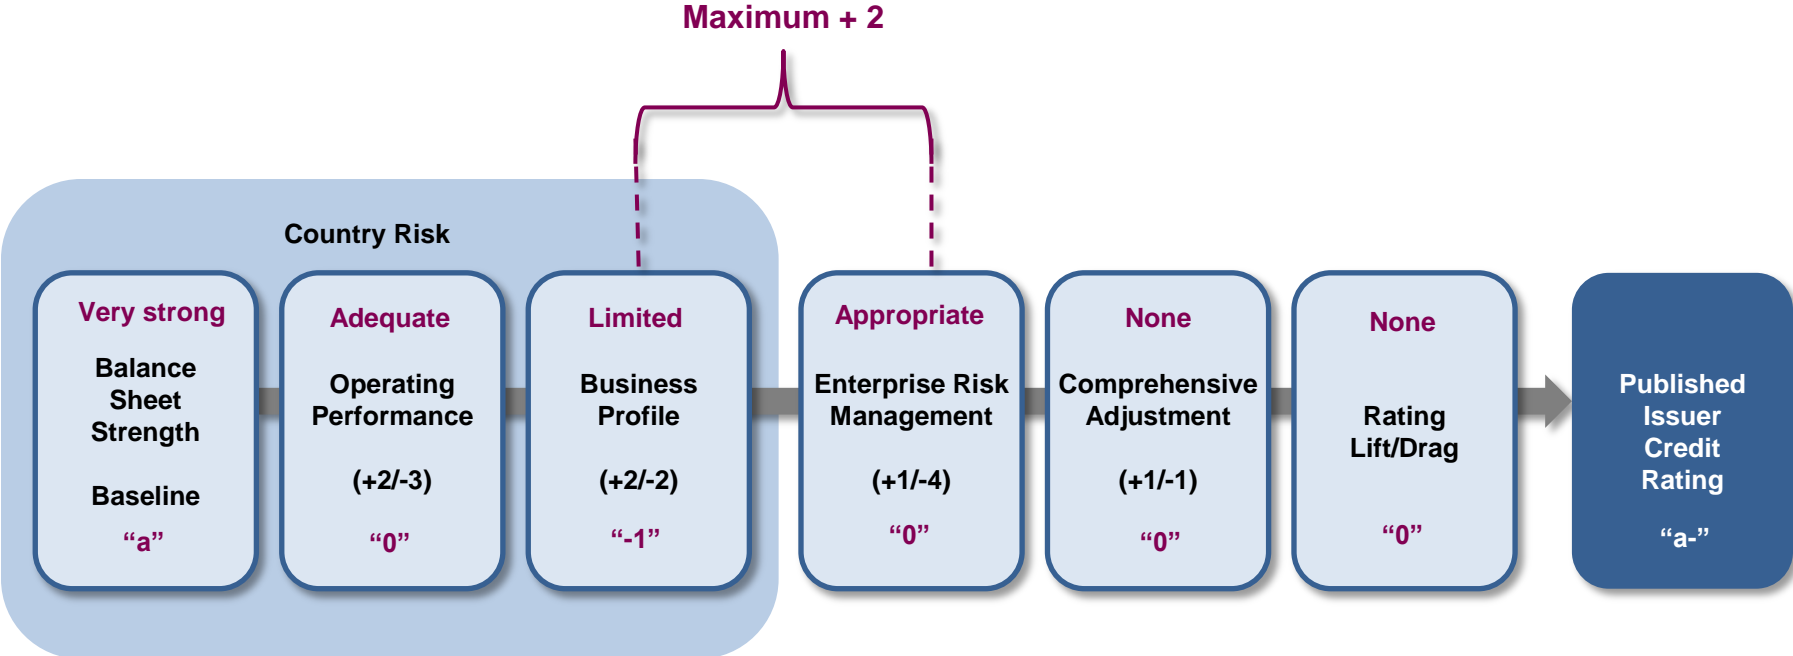 Maximum + 2
Country Risk
Very strong
Balance
Sheet
Strength
Baseline
“a”
Adequate
Operating
Performance
(+2/-3)
“0”
Limited
Business
Profile
(+2/-2)
“-1”
Appropriate
Enterprise Risk
Management
(+1/-4)
“0”
None
Comprehensive
Adjustment
(+1/-1)
“0”
None
Rating
Lift/Drag
“0”
Published
Issuer
Credit
Rating
“a-”